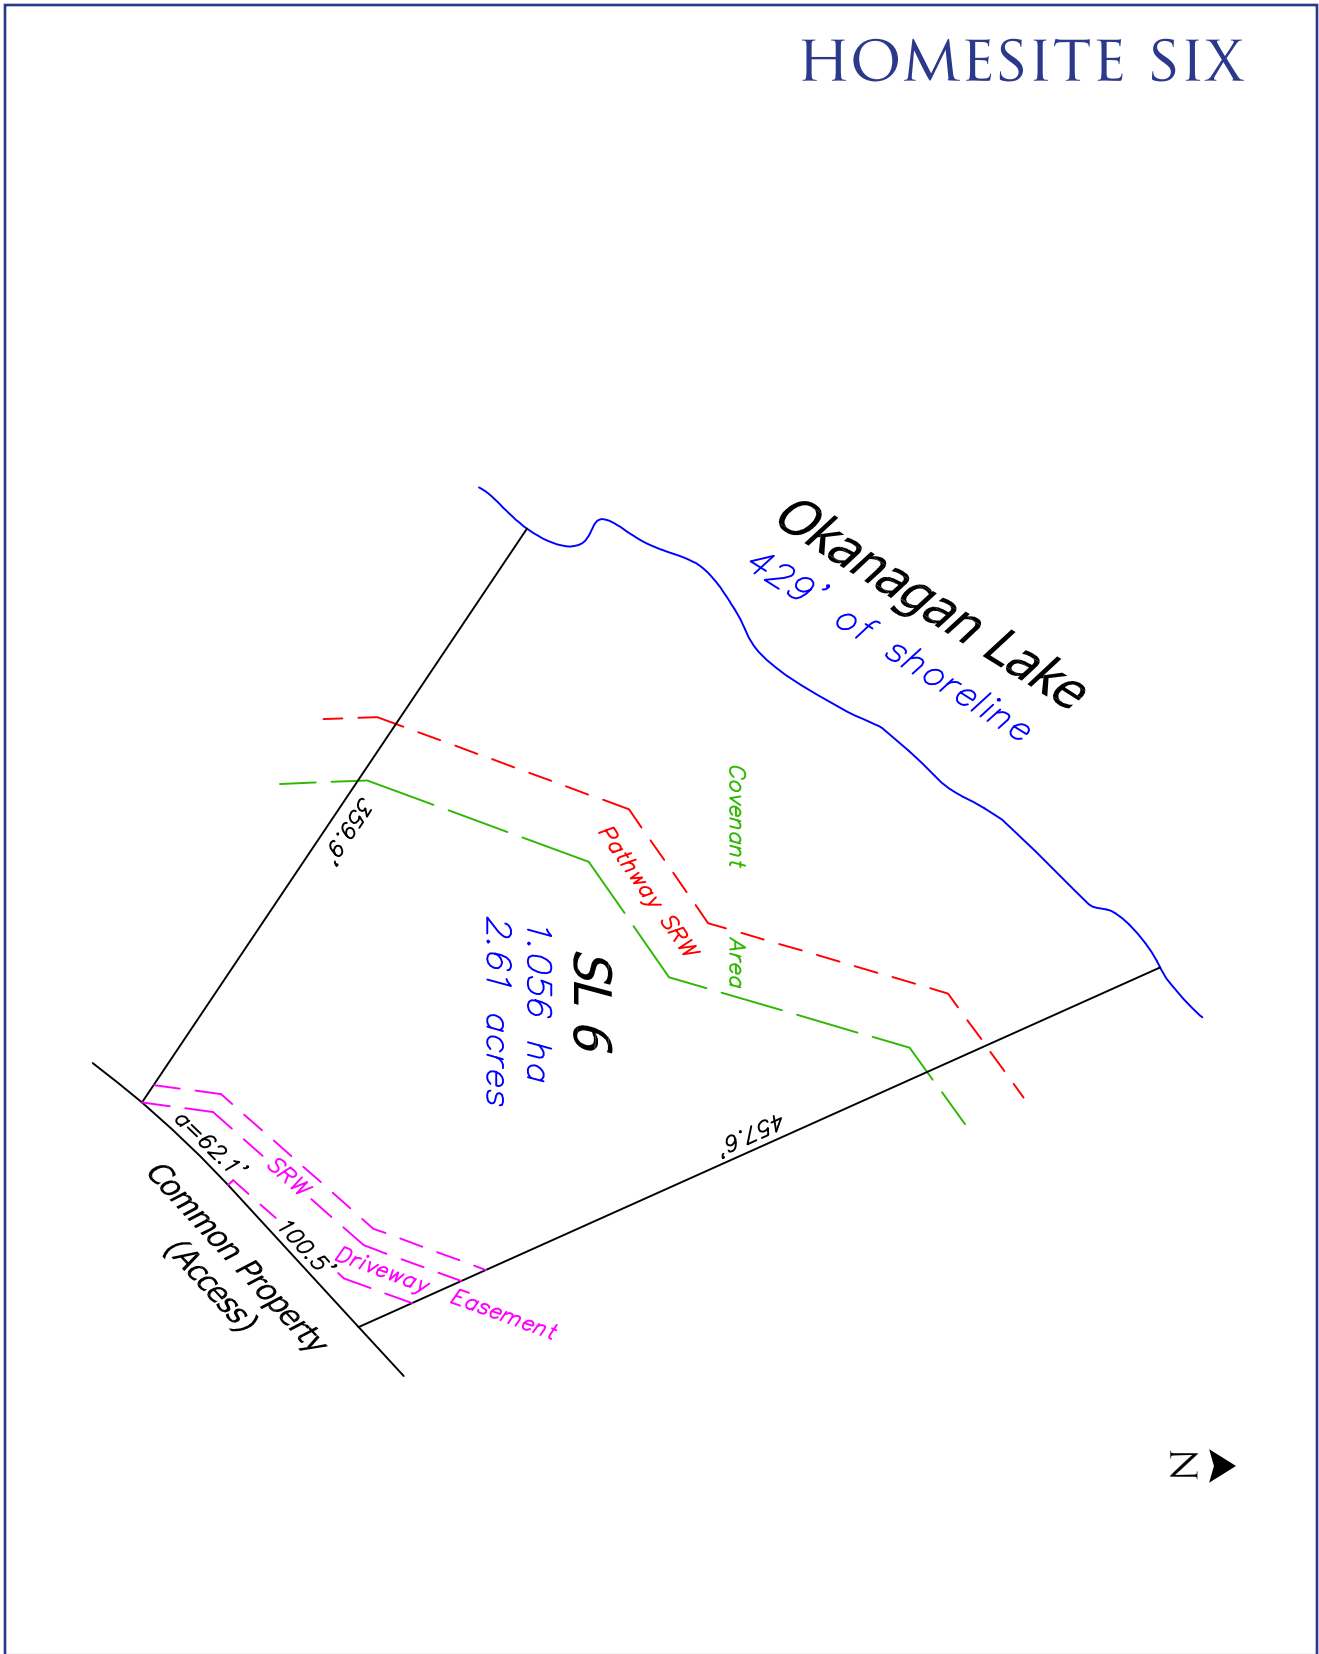 HOMESITE SIX
Okanagan Lake
429' of shoreline
Covenant
Area
Pathway SRW
359.9'
SL 6
1.056 ha
2.61 acres
457.6'
a=62.1'
SRW
100.5'
Driveway Easement
Common Property
(Access)
N